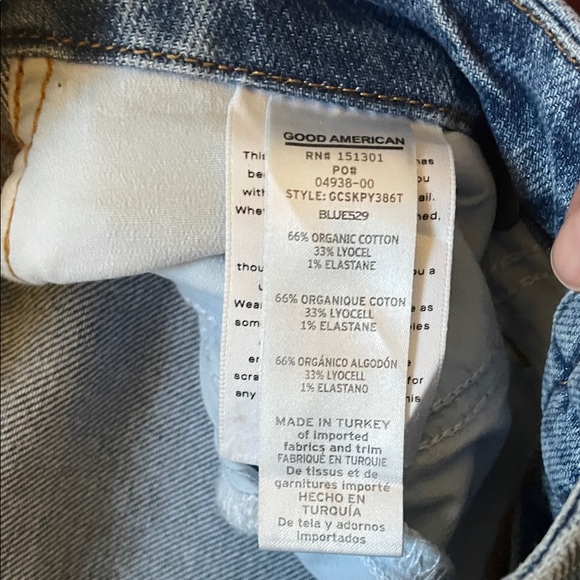 GOOD AMERICAN
RN# 151301
PO#
04938-00
STYLE: GCSKPY386T
BLUE529
66% ORGANIC COTTON
33% LYOCEL
1% ELASTANE
66% ORGANIQUE COTON
33% LYOCELL
1% ELASTANE
66% ORGÁNICO ALGODÓN
33% LYOCELL
1% ELASTANO
MADE IN TURKEY
of imported
fabrics and trim
FABRIQUÉ EN TURQUIE
De tissus et de
garnitures importé
HECHO EN
TURQUÍA
De tela y adornos
importados